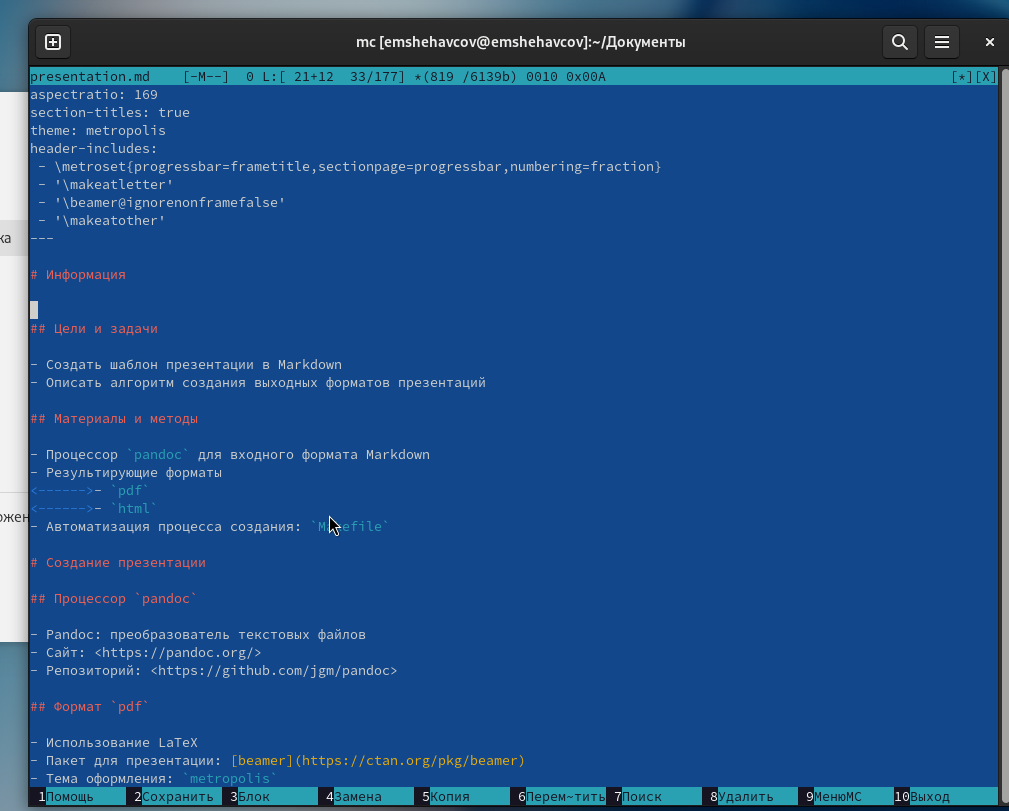 mc [emshehavcov@emshehavcov]:~/Документы
presentation.md    [-M--]  0 L:[ 21+12  33/177] *(819 /6139b) 0010 0x00A    [*][X]
aspectratio: 169
section-titles: true
theme: metropolis
header-includes:
 - \metroset{progressbar=frametitle,sectionpage=progressbar,numbering=fraction}
 - '\makeatletter'
 - '\beamer@ignorenonframefalse'
 - '\makeatother'
---
# Информация
## Цели и задачи
- Создать шаблон презентации в Markdown
- Описать алгоритм создания выходных форматов презентаций
## Материалы и методы
- Процессор `pandoc` для входного формата Markdown
- Результирующие форматы
<------>- `pdf`
<------>- `html`
- Автоматизация процесса создания: `Makefile`
# Создание презентации
## Процессор `pandoc`
- Pandoc: преобразователь текстовых файлов
- Сайт: <https://pandoc.org/>
- Репозиторий: <https://github.com/jgm/pandoc>
## Формат `pdf`
- Использование LaTeX
- Пакет для презентации: [beamer](https://ctan.org/pkg/beamer)
- Тема оформления: `metropolis`
1Помощь 2Сохранить 3Блок 4Замена 5Копия 6Перем~тить 7Поиск 8Удалить 9МенюМС 10Выход